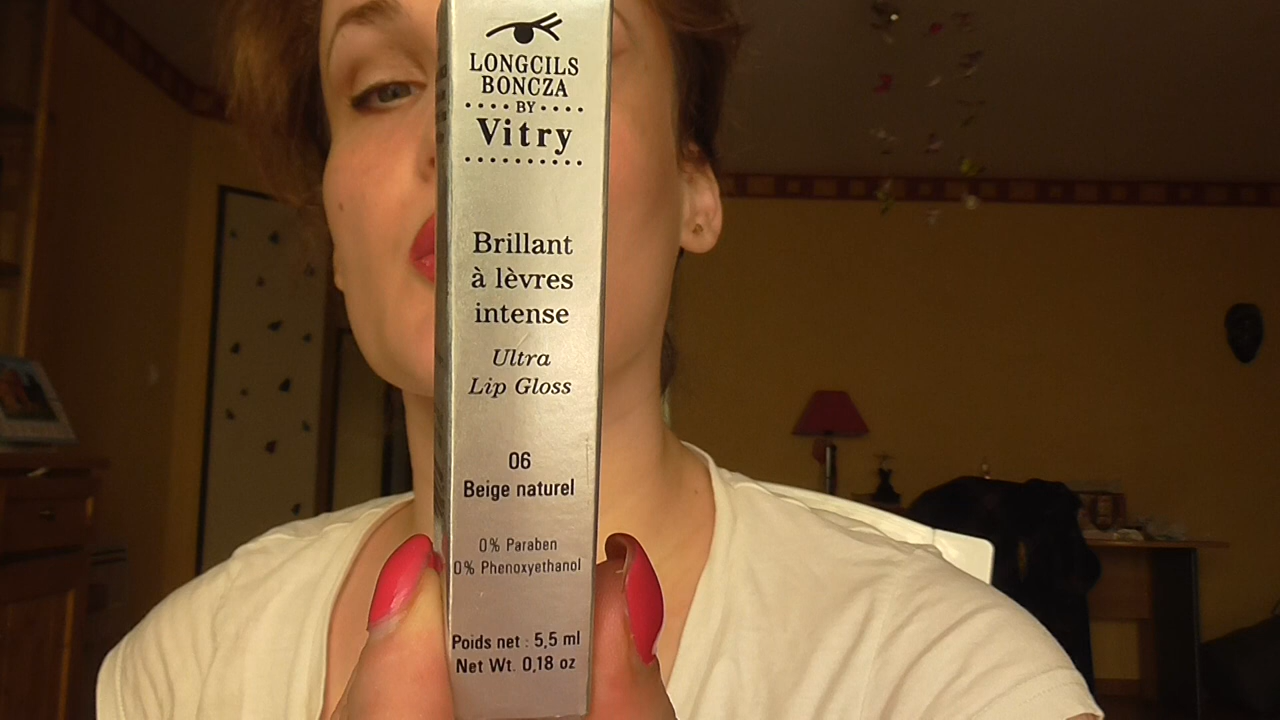 LONGCILS
BONCZA
BY
Vitry
Brillant
à lèvres
intense
Ultra
Lip Gloss
06
Beige naturel
0% Paraben
0% Phenoxyethanol
Poids net : 5,5 ml
Net Wt. 0,18 oz